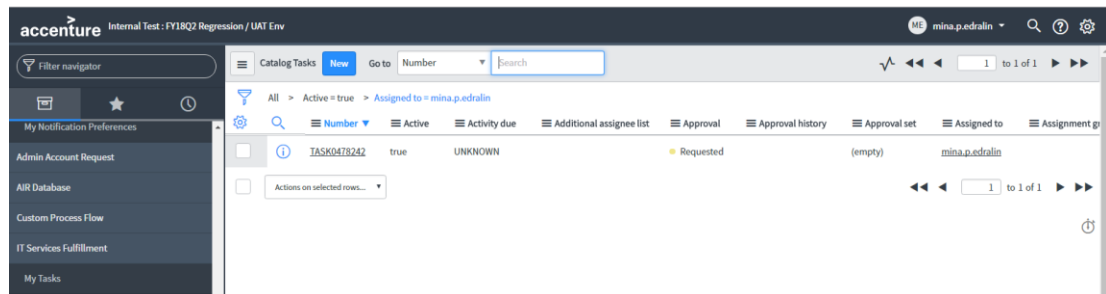 accenture Internal Test : FY18Q2 Regression / UAT Env ME mina.p.edralin
Filter navigator
Catalog Tasks New Go to Number Search 1 to 1 of 1
All > Active = true > Assigned to = mina.p.edralin
My Notification Preferences
Number Active Activity due Additional assignee list Approval Approval history Approval set Assigned to Assignment gr
Admin Account Request
TASK0478242 true UNKNOWN Requested (empty) mina.p.edralin
AIR Database
Actions on selected rows... 1 to 1 of 1
Custom Process Flow
IT Services Fulfillment
My Tasks